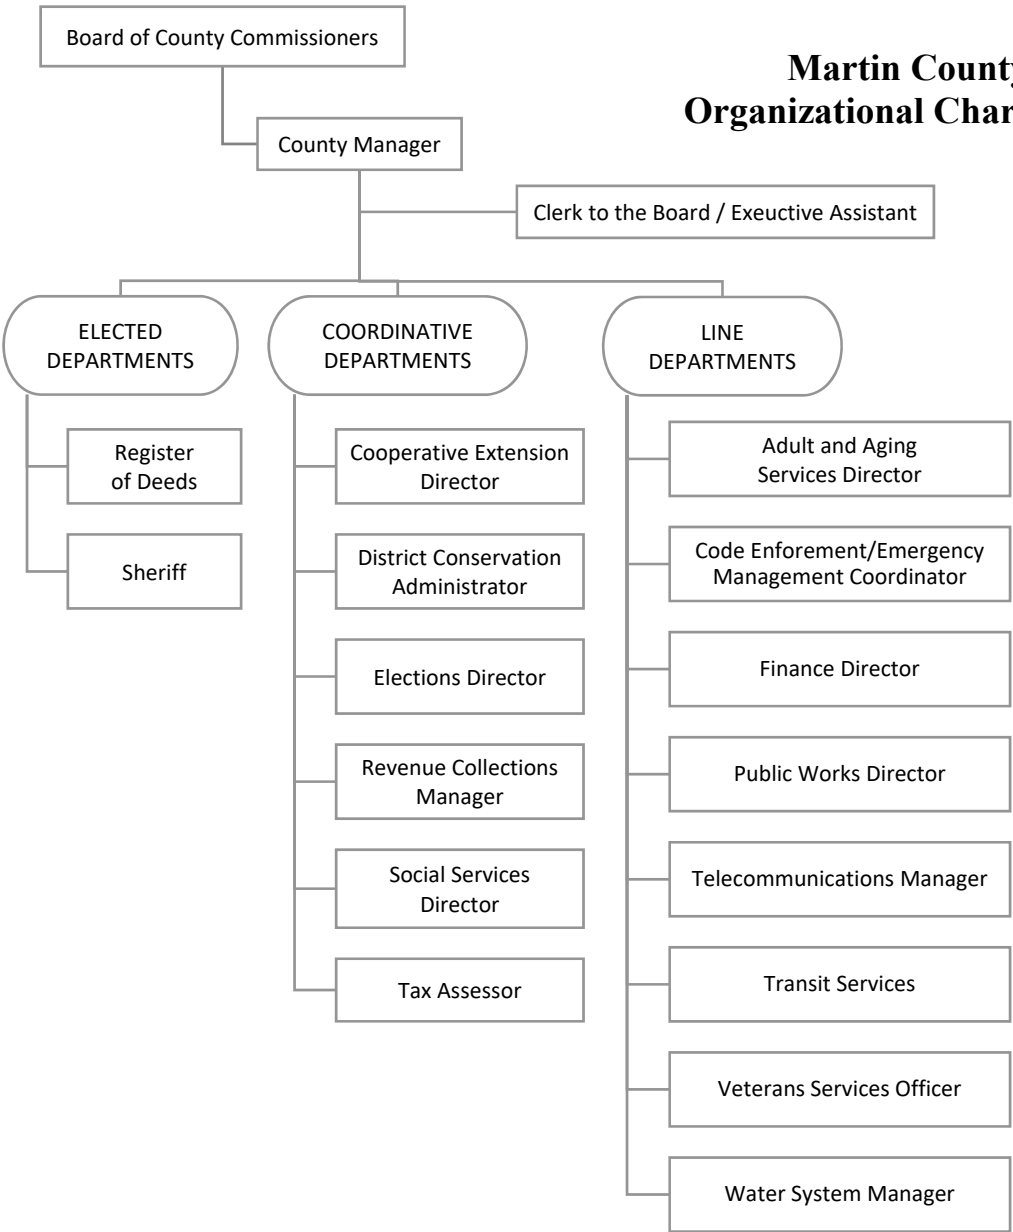 Board of County Commissioners
Martin County
Organizational Char
County Manager
Clerk to the Board / Exeuctive Assistant
ELECTED
DEPARTMENTS
Register
of Deeds
Sheriff
COORDINATIVE
DEPARTMENTS
Cooperative Extension
Director
District Conservation
Administrator
Elections Director
Revenue Collections
Manager
Social Services
Director
Tax Assessor
LINE
DEPARTMENTS
Adult and Aging
Services Director
Code Enforement/Emergency
Management Coordinator
Finance Director
Public Works Director
Telecommunications Manager
Transit Services
Veterans Services Officer
Water System Manager